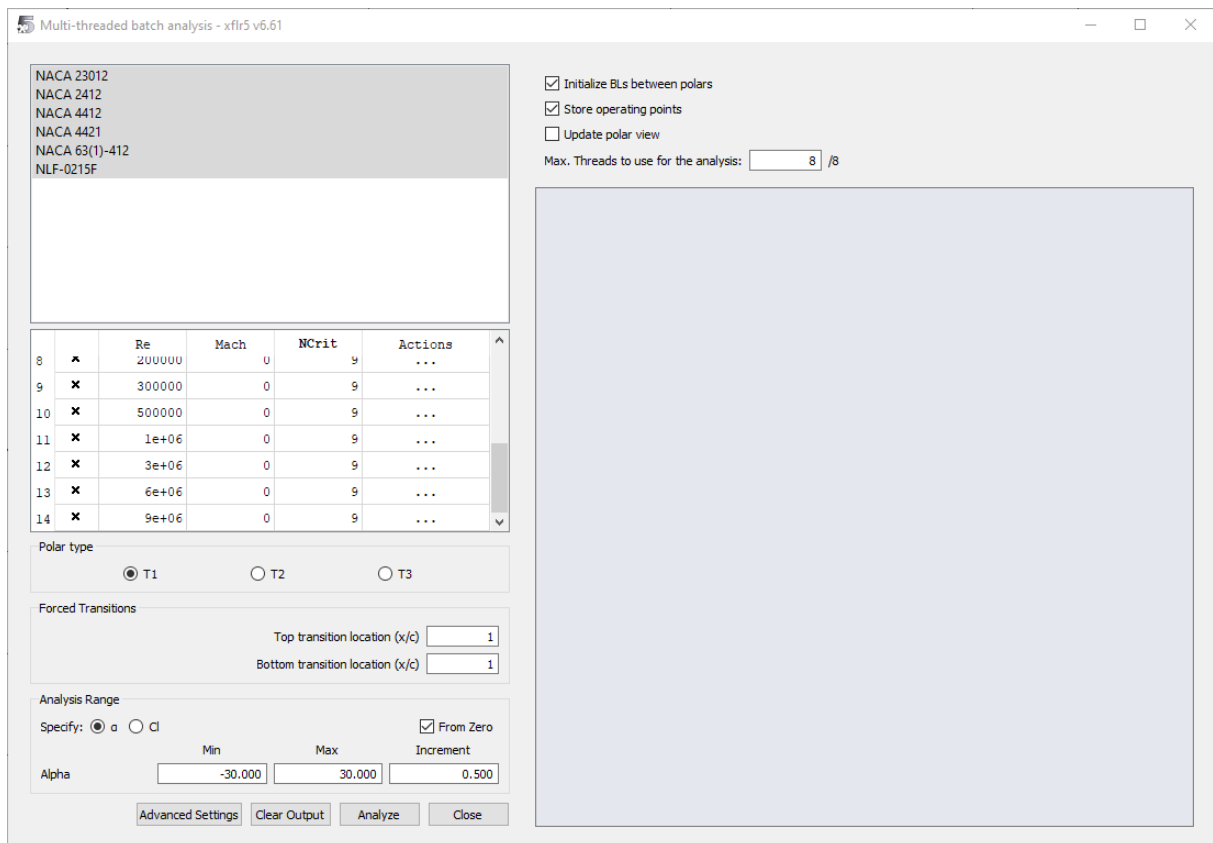 Multi-threaded batch analysis - xflr5 v6.61
NACA 23012
NACA 2412
NACA 4412
NACA 4421
NACA 63(1)-412
NLF-0215F
Initialize BLs between polars
Store operating points
Update polar view
Max. Threads to use for the analysis: 8 /8
Re Mach NCrit Actions
8 × 200000 0 9 ...
9 × 300000 0 9 ...
10 × 500000 0 9 ...
11 × 1e+06 0 9 ...
12 × 3e+06 0 9 ...
13 × 6e+06 0 9 ...
14 × 9e+06 0 9 ...
Polar type
T1 T2 T3
Forced Transitions
Top transition location (x/c) 1
Bottom transition location (x/c) 1
Analysis Range
Specify: α Cl From Zero
Min Max Increment
Alpha -30.000 30.000 0.500
Advanced Settings Clear Output Analyze Close